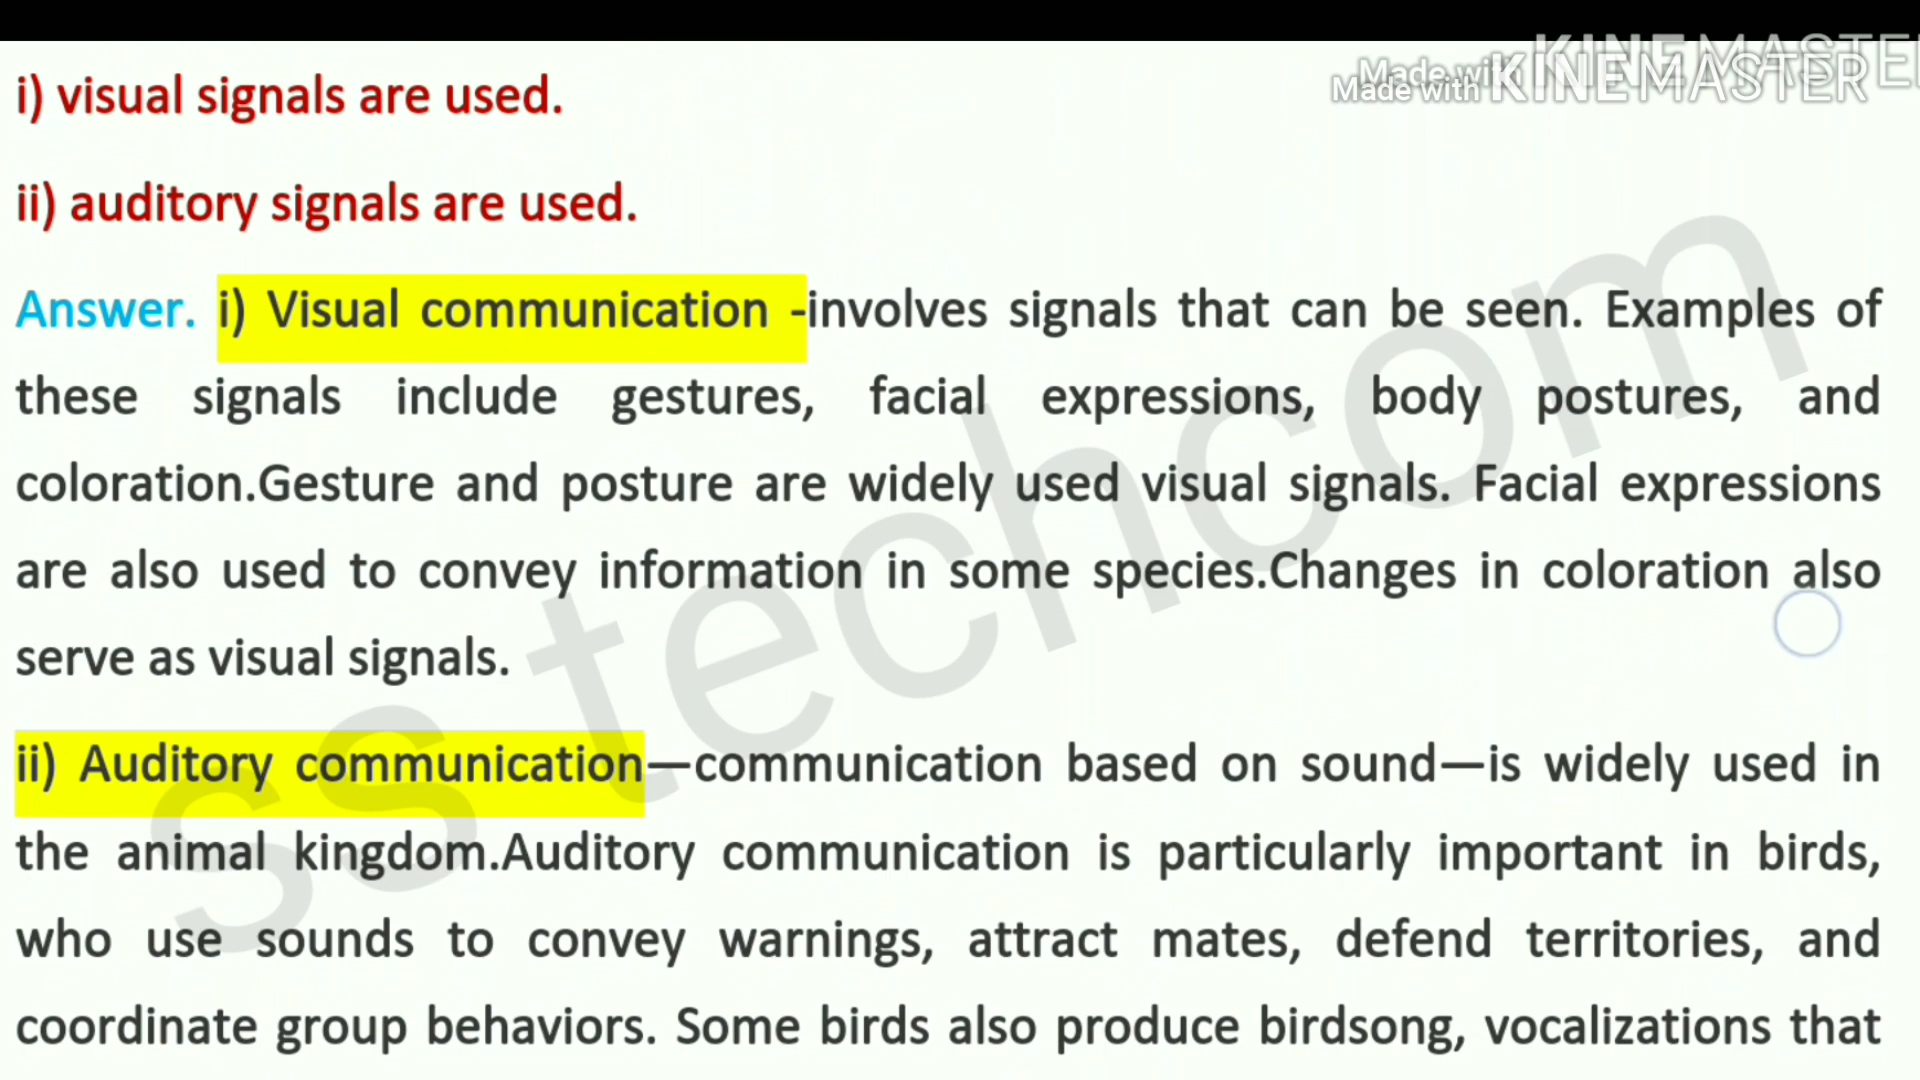 Made with KINEMASTER
Made with KINEMASTER
i) visual signals are used.
ii) auditory signals are used.
Answer. i) Visual communication -involves signals that can be seen. Examples of
these signals include gestures, facial expressions, body postures, and
coloration.Gesture and posture are widely used visual signals. Facial expressions
are also used to convey information in some species.Changes in coloration also
serve as visual signals.
ii) Auditory communication—communication based on sound—is widely used in
the animal kingdom.Auditory communication is particularly important in birds,
who use sounds to convey warnings, attract mates, defend territories, and
coordinate group behaviors. Some birds also produce birdsong, vocalizations that
ss techcom